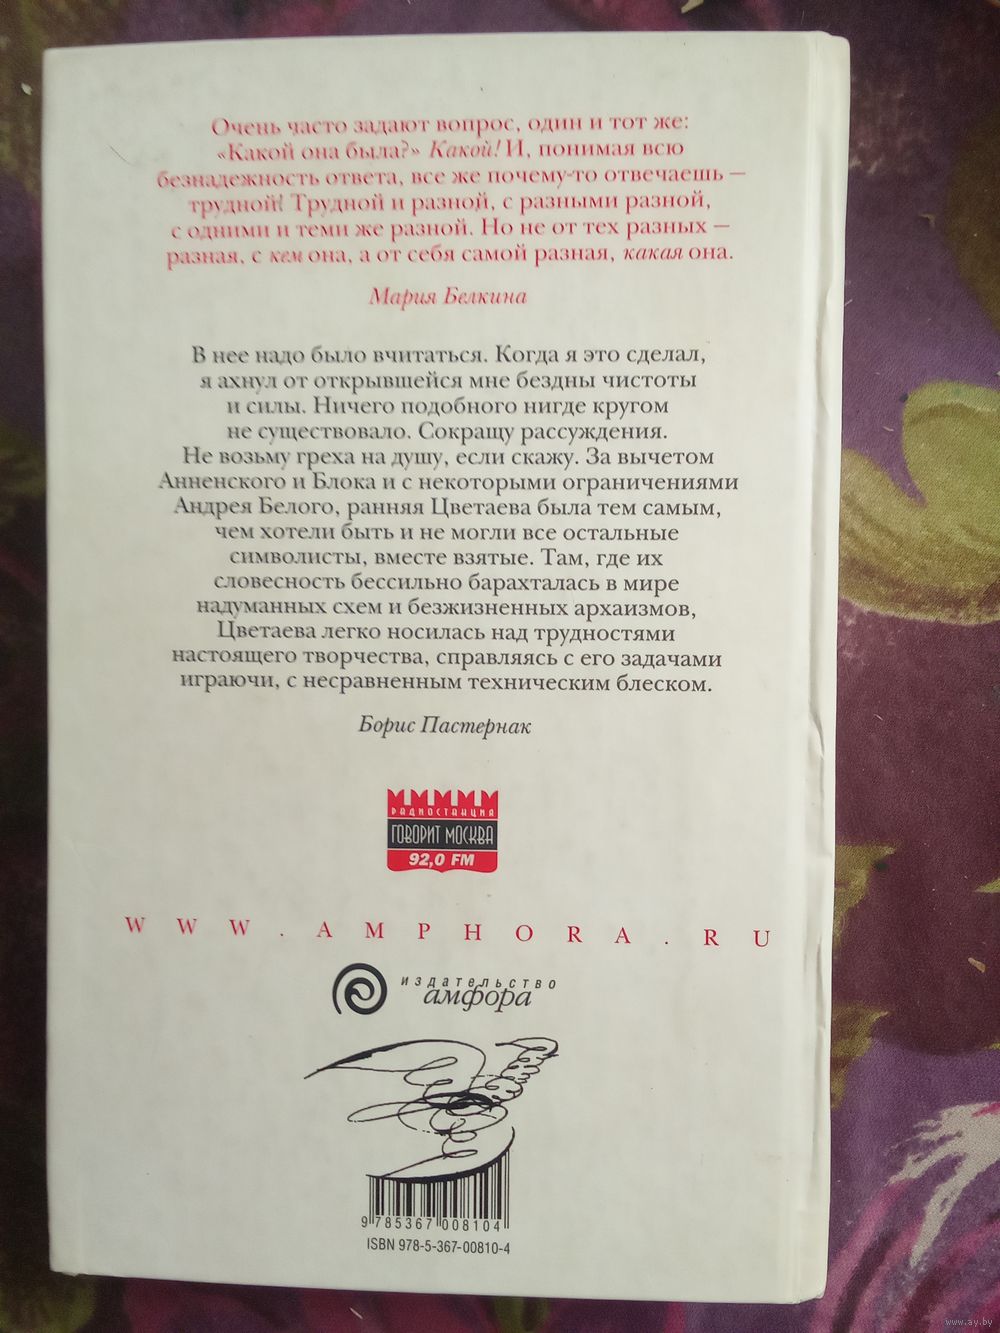 Очень часто задают вопрос, один и тот же:
«Какой она была?» Какой! И, понимая всю
безнадежность ответа, все же почему-то отвечаешь —
трудной! Трудной и разной, с разными разной,
с одними и теми же разной. Но не от тех разных —
разная, с кем она, а от себя самой разная, какая она.
Мария Белкина
В нее надо было вчитаться. Когда я это сделал,
я ахнул от открывшейся мне бездны чистоты
и силы. Ничего подобного нигде кругом
не существовало. Сокращу рассуждения.
Не возьму греха на душу, если скажу. За вычетом
Анненского и Блока и с некоторыми ограничениями
Андрея Белого, ранняя Цветаева была тем самым,
чем хотели быть и не могли все остальные
символисты, вместе взятые. Там, где их
словесность бессильно барахталась в мире
надуманных схем и безжизненных архаизмов,
Цветаева легко носилась над трудностями
настоящего творчества, справляясь с его задачами
играючи, с несравненным техническим блеском.
Борис Пастернак
РАДИОСТАНЦИЯ
ГОВОРИТ МОСКВА
92,0 FM
WWW.AMPHORA.RU
издательство
амфора
9 785367 008104
ISBN 978-5-367-00810-4
www.ay.by